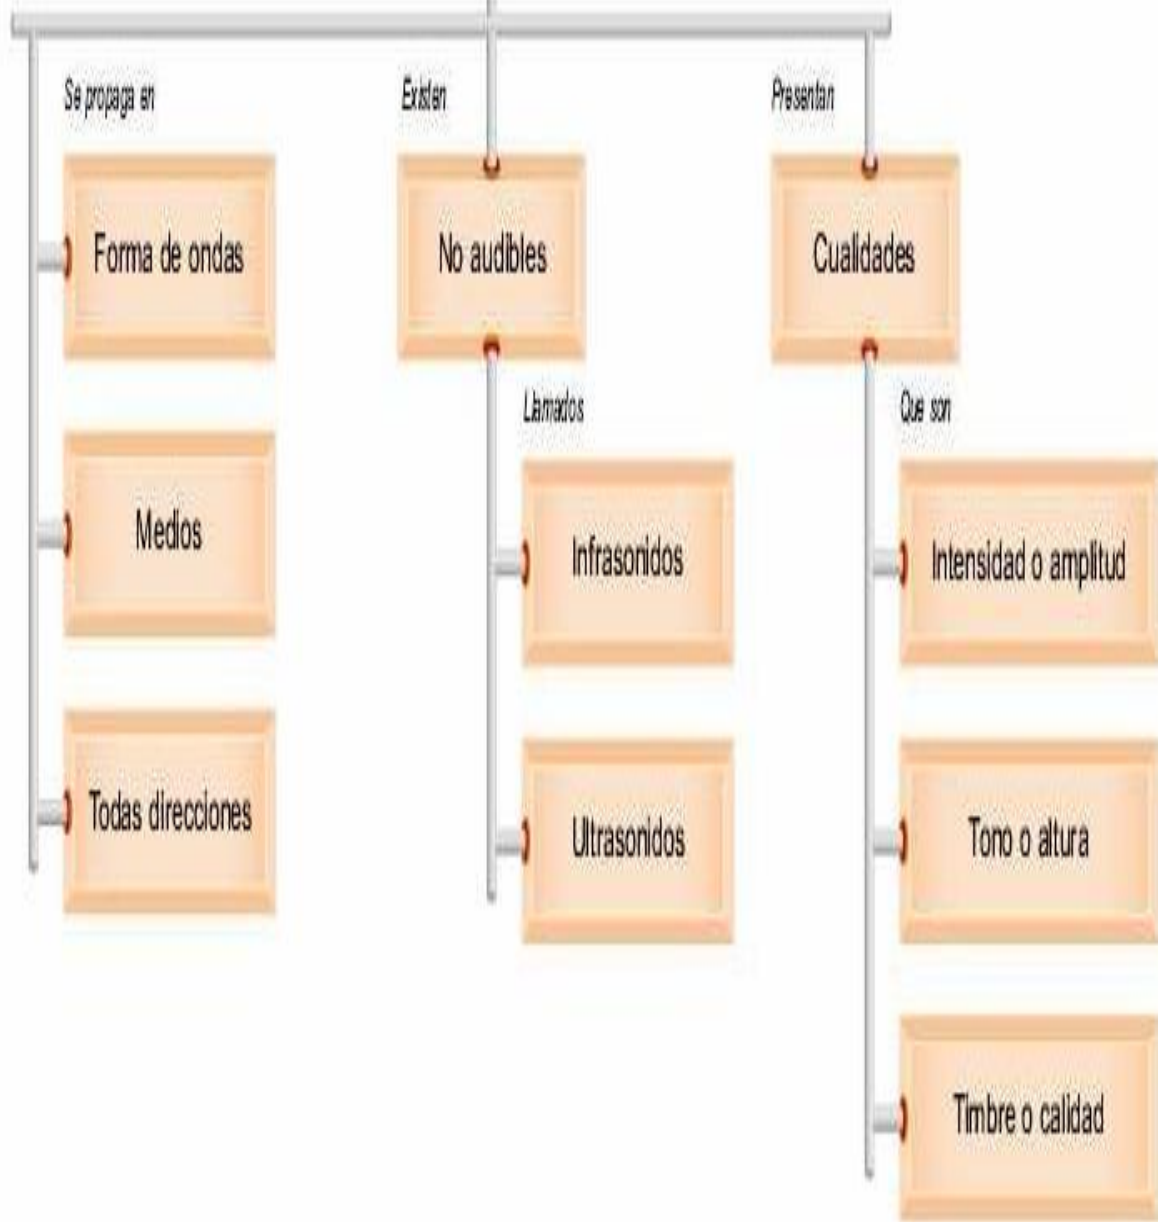 Se propaga en
Forma de ondas
Medios
Todas direcciones
Existen
No audibles
Llamados
Infrasonidos
Ultrasonidos
Presentan
Cualidades
Que son
Intensidad o amplitud
Tono o altura
Timbre o calidad